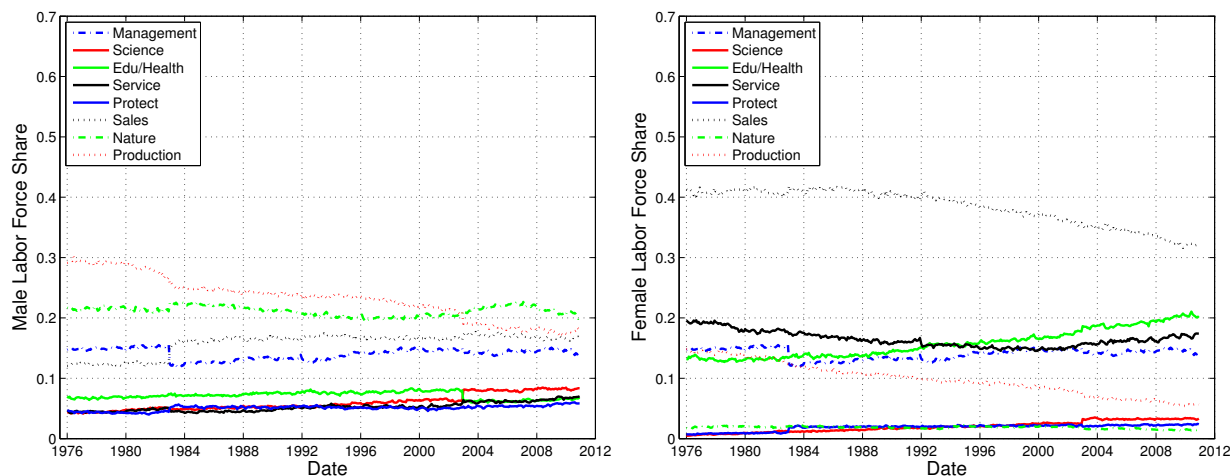 0.7
0.6
0.5
0.4
0.3
0.2
0.1
0
Male Labor Force Share
Management
Science
Edu/Health
Service
Protect
Sales
Nature
Production
1976 1980 1984 1988 1992 1996 2000 2004 2008 2012
Date
0.7
0.6
0.5
0.4
0.3
0.2
0.1
0
Female Labor Force Share
Management
Science
Edu/Health
Service
Protect
Sales
Nature
Production
1976 1980 1984 1988 1992 1996 2000 2004 2008 2012
Date